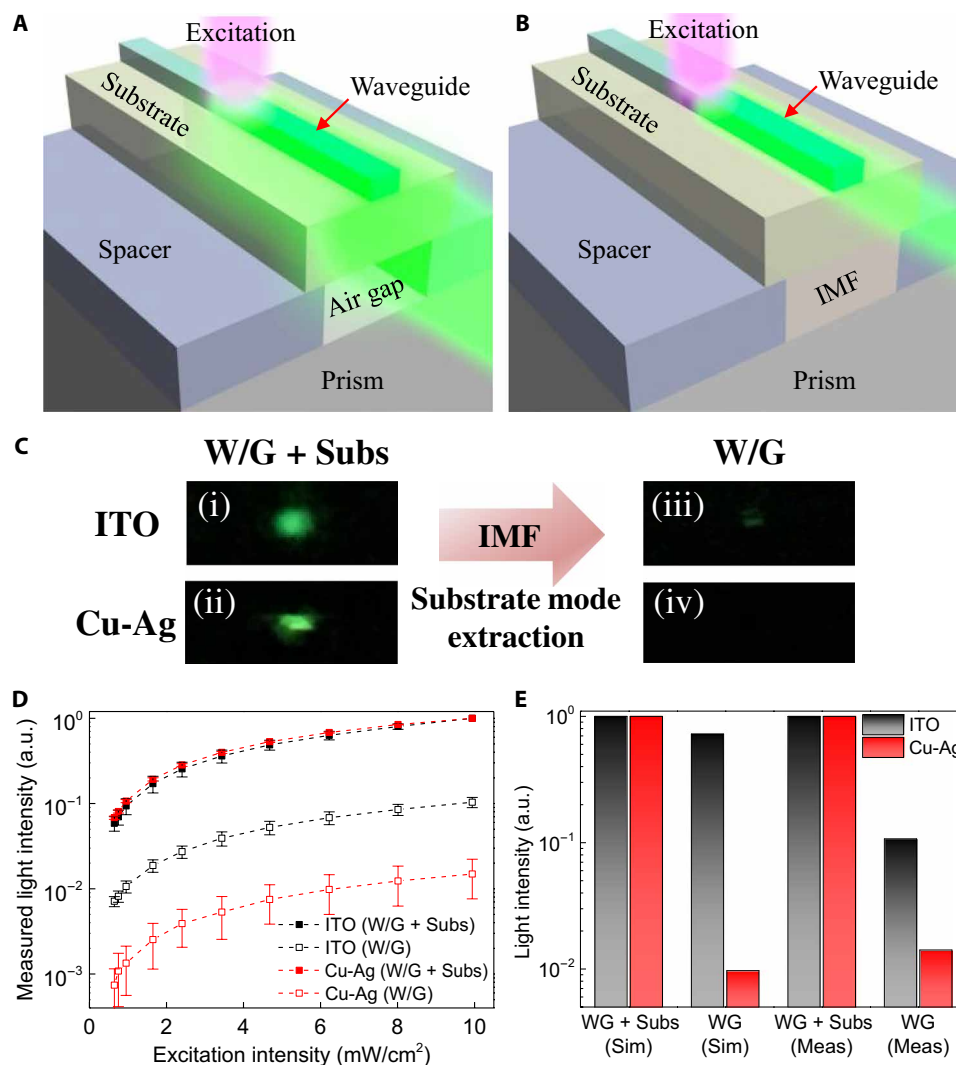 A
Excitation
Waveguide
Substrate
Spacer
Air gap
Prism
B
Excitation
Waveguide
Substrate
Spacer
IMF
Prism
C
W/G + Subs
W/G
ITO
(i)
IMF
(iii)
Cu-Ag
(ii)
Substrate mode
extraction
(iv)
D
Measured light intensity (a.u.)
10⁰
10⁻¹
10⁻²
10⁻³
ITO (W/G + Subs)
ITO (W/G)
Cu-Ag (W/G + Subs)
Cu-Ag (W/G)
0 2 4 6 8 10
Excitation intensity (mW/cm²)
E
Light intensity (a.u.)
10⁰
10⁻¹
10⁻²
ITO
Cu-Ag
WG + Subs WG WG + Subs WG
(Sim) (Sim) (Meas) (Meas)